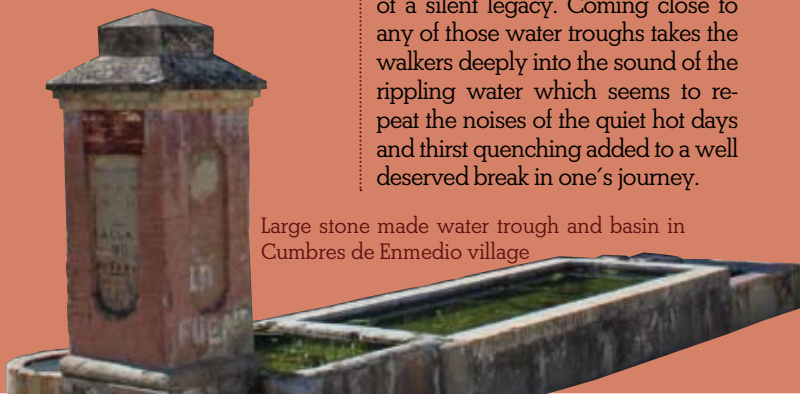 of a silent legacy. Coming close to
any of those water troughs takes the
walkers deeply into the sound of the
rippling water which seems to re-
peat the noises of the quiet hot days
and thirst quenching added to a well
deserved break in one´s journey.
Large stone made water trough and basin in
Cumbres de Enmedio village